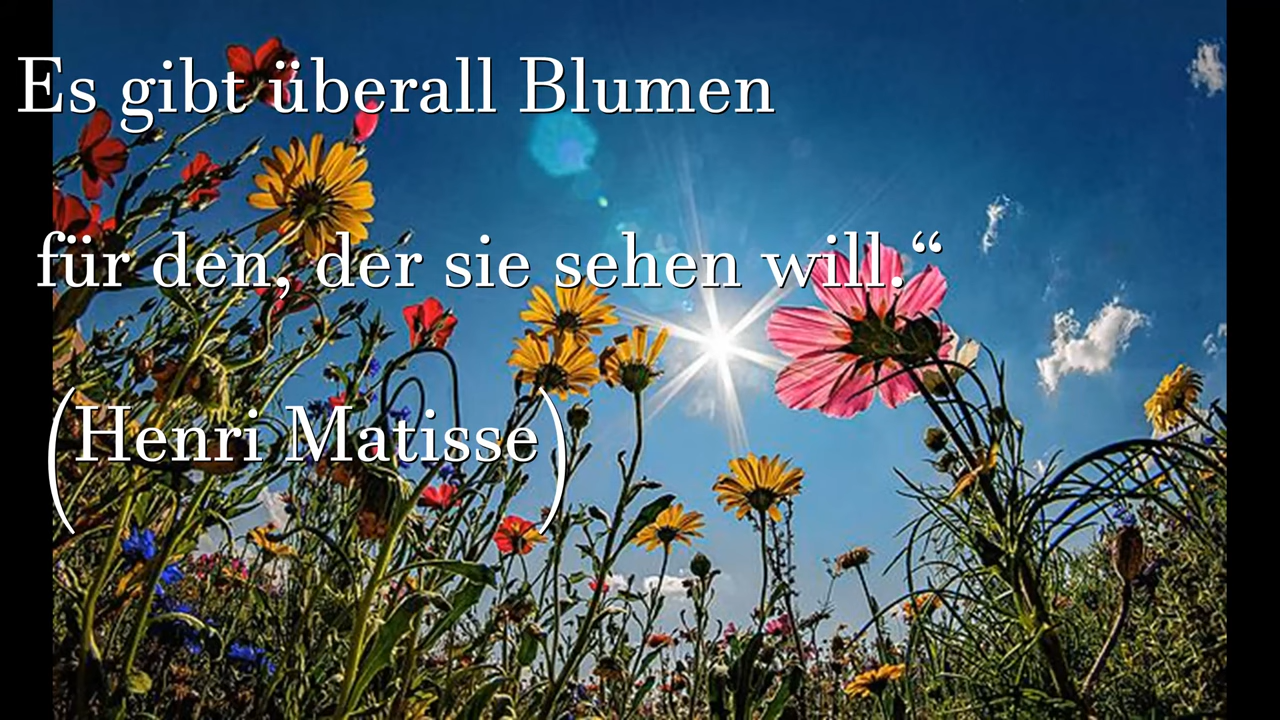 Es gibt überall Blumen
für den, der sie sehen will.“
(Henri Matisse)